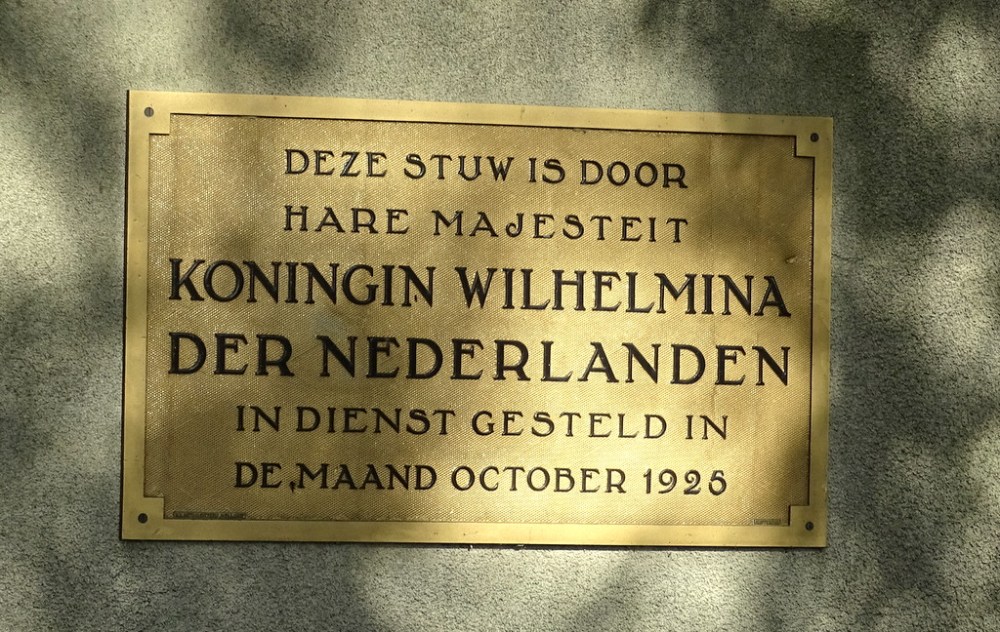 DEZE STUW IS DOOR
HARE MAJESTEIT
KONINGIN WILHELMINA
DER NEDERLANDEN
IN DIENST GESTELD IN
DE MAAND OCTOBER 1925